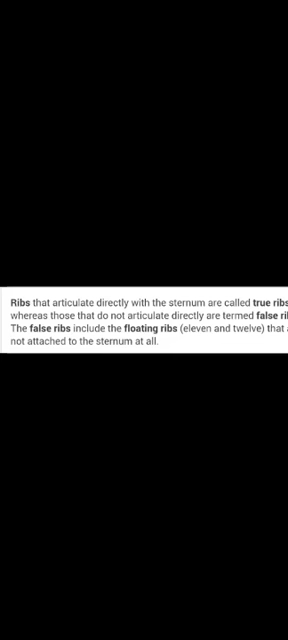 Ribs that articulate directly with the sternum are called true ribs
whereas those that do not articulate directly are termed false
The false ribs include the floating ribs (eleven and twelve) that
not attached to the sternum at all.